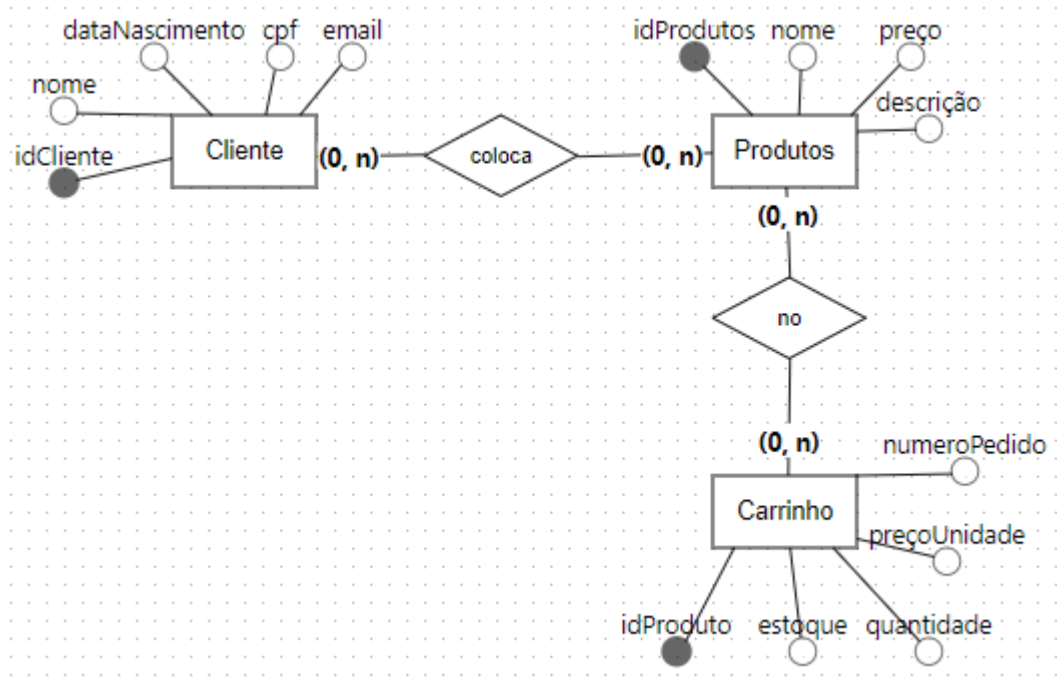 dataNascimento cpf email
nome
idCliente
Cliente
(0, n)
coloca
(0, n)
idProdutos nome preço
descrição
Produtos
(0, n)
no
(0, n)
numeroPedido
Carrinho
preçoUnidade
idProduto estoque quantidade